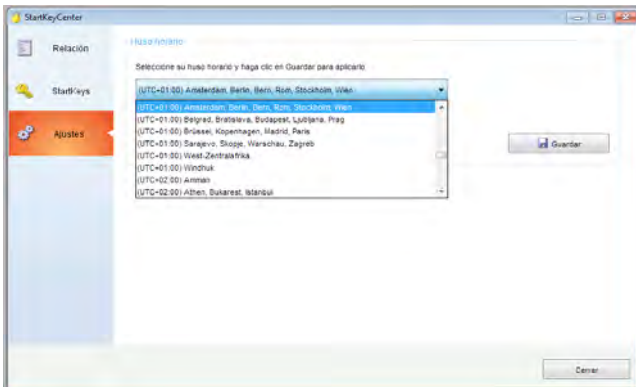 StartKeyCenter
Relación
StartKeys
Ajustes
Huso horario
Seleccione su huso horario y haga clic en Guardar para aplicarlo
(UTC+01:00) Amsterdam, Berlin, Bern, Rom, Stockholm, Wien
(UTC+01:00) Amsterdam, Berlin, Bern, Rom, Stockholm, Wien
(UTC+01:00) Belgrad, Bratislava, Budapest, Ljubljana, Prag
(UTC+01:00) Brüssel, Kopenhagen, Madrid, Paris
(UTC+01:00) Sarajevo, Skopje, Warschau, Zagreb
(UTC+01:00) West-Zentralafrika
(UTC+01:00) Windhuk
(UTC+02:00) Amman
(UTC+02:00) Athen, Bukarest, Istanbul
Guardar
Cerrar